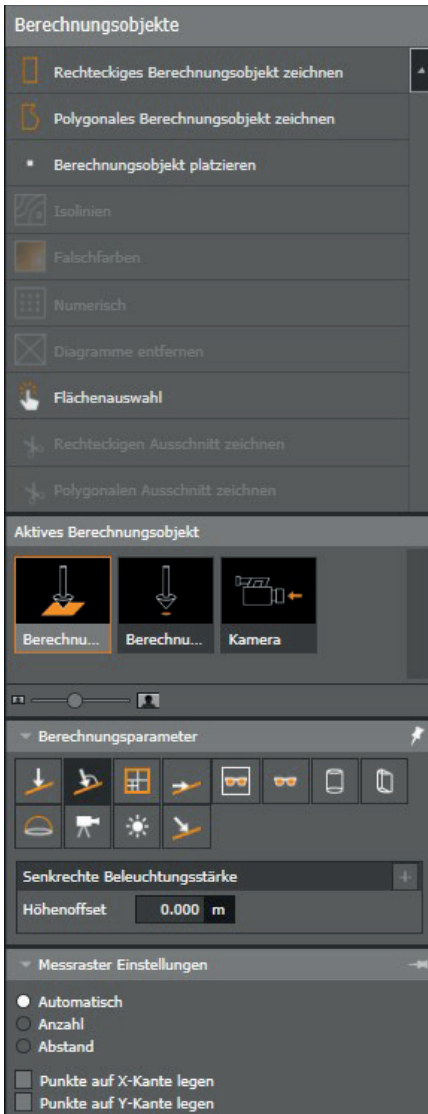 Berechnungsobjekte
Rechteckiges Berechnungsobjekt zeichnen
Polygonales Berechnungsobjekt zeichnen
Berechnungsobjekt platzieren
Isolinien
Falschfarben
Numerisch
Diagramme entfernen
Flächenauswahl
Rechteckigen Ausschnitt zeichnen
Polygonalen Ausschnitt zeichnen
Aktives Berechnungsobjekt
Berechnu... Berechnu... Kamera
Berechnungsparameter
Senkrechte Beleuchtungsstärke
Höhenoffset 0.000 m
Messraster Einstellungen
Automatisch
Anzahl
Abstand
Punkte auf X-Kante legen
Punkte auf Y-Kante legen